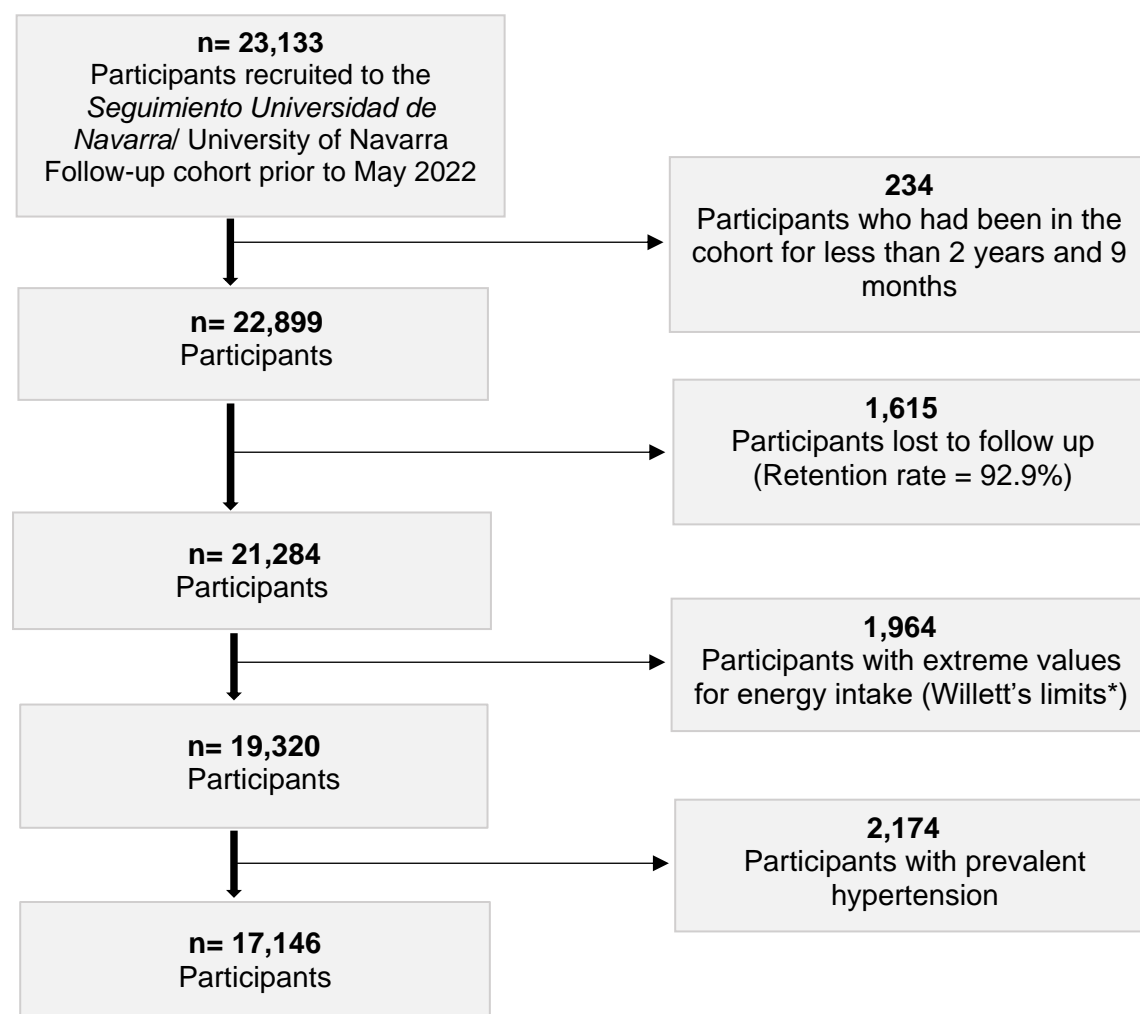 n= 23,133
Participants recruited to the
Seguimiento Universidad de
Navarra/ University of Navarra
Follow-up cohort prior to May 2022
234
Participants who had been in the
cohort for less than 2 years and 9
months
n= 22,899
Participants
1,615
Participants lost to follow up
(Retention rate = 92.9%)
n= 21,284
Participants
1,964
Participants with extreme values
for energy intake (Willett’s limits*)
n= 19,320
Participants
2,174
Participants with prevalent
hypertension
n= 17,146
Participants